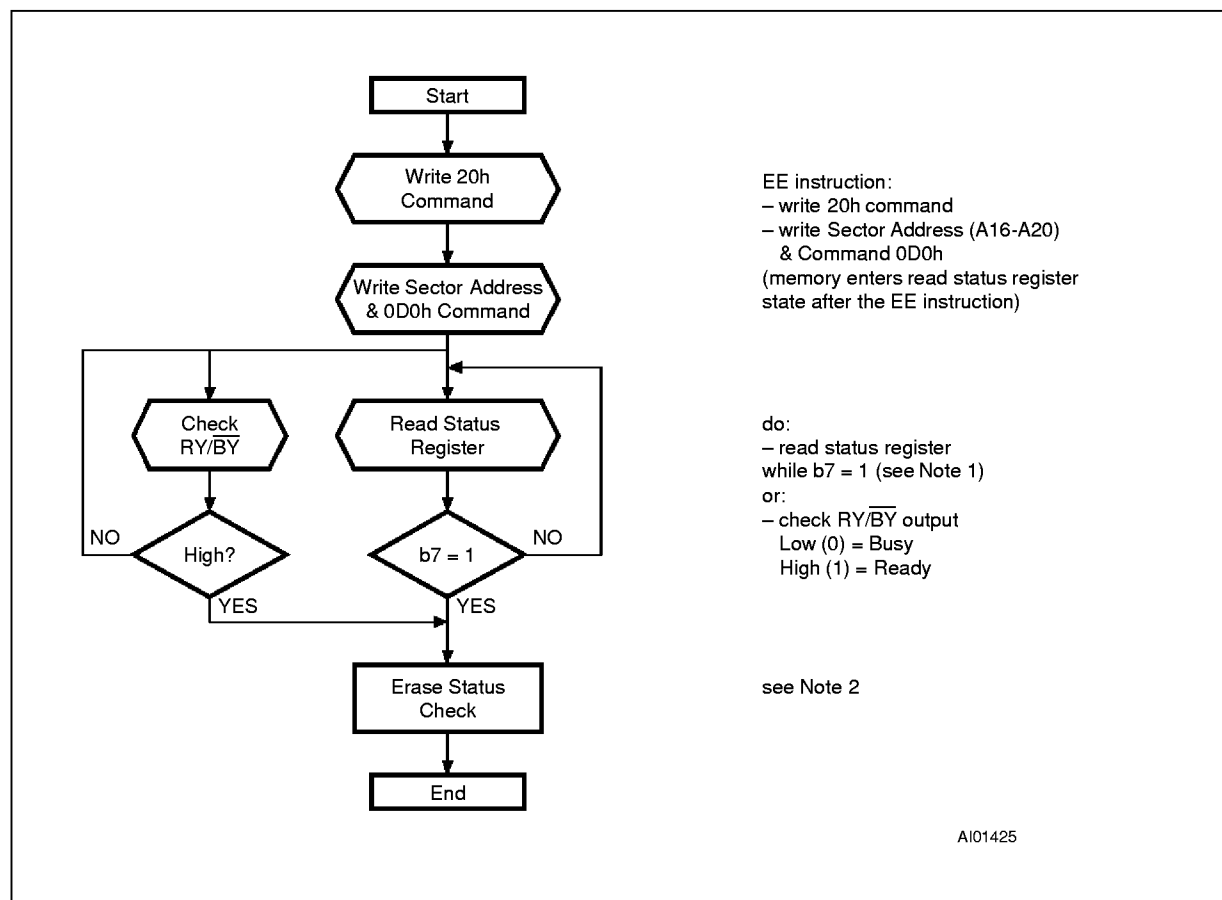 Start
Write 20h
Command
EE instruction:
– write 20h command
– write Sector Address (A16-A20)
& Command 0D0h
(memory enters read status register
state after the EE instruction)
Write Sector Address
& 0D0h Command
Check
RY/B̅Y̅
Read Status
Register
do:
– read status register
while b7 = 1 (see Note 1)
or:
– check RY/B̅Y̅ output
Low (0) = Busy
High (1) = Ready
NO
High?
b7 = 1
NO
YES
YES
Erase Status
Check
see Note 2
End
AI01425